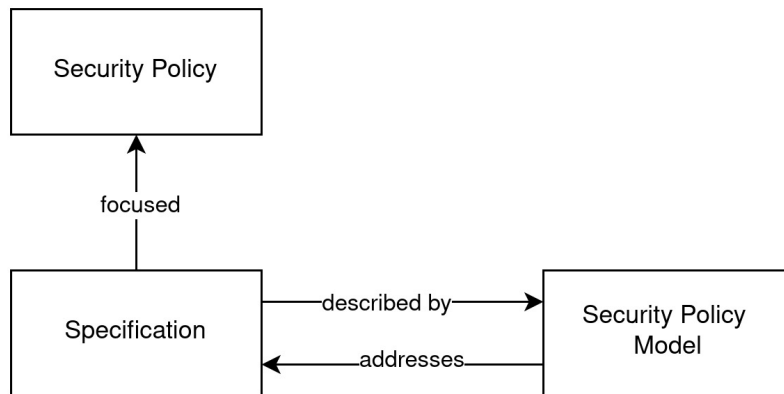 Security Policy
focused
Specification
described by
addresses
Security Policy
Model